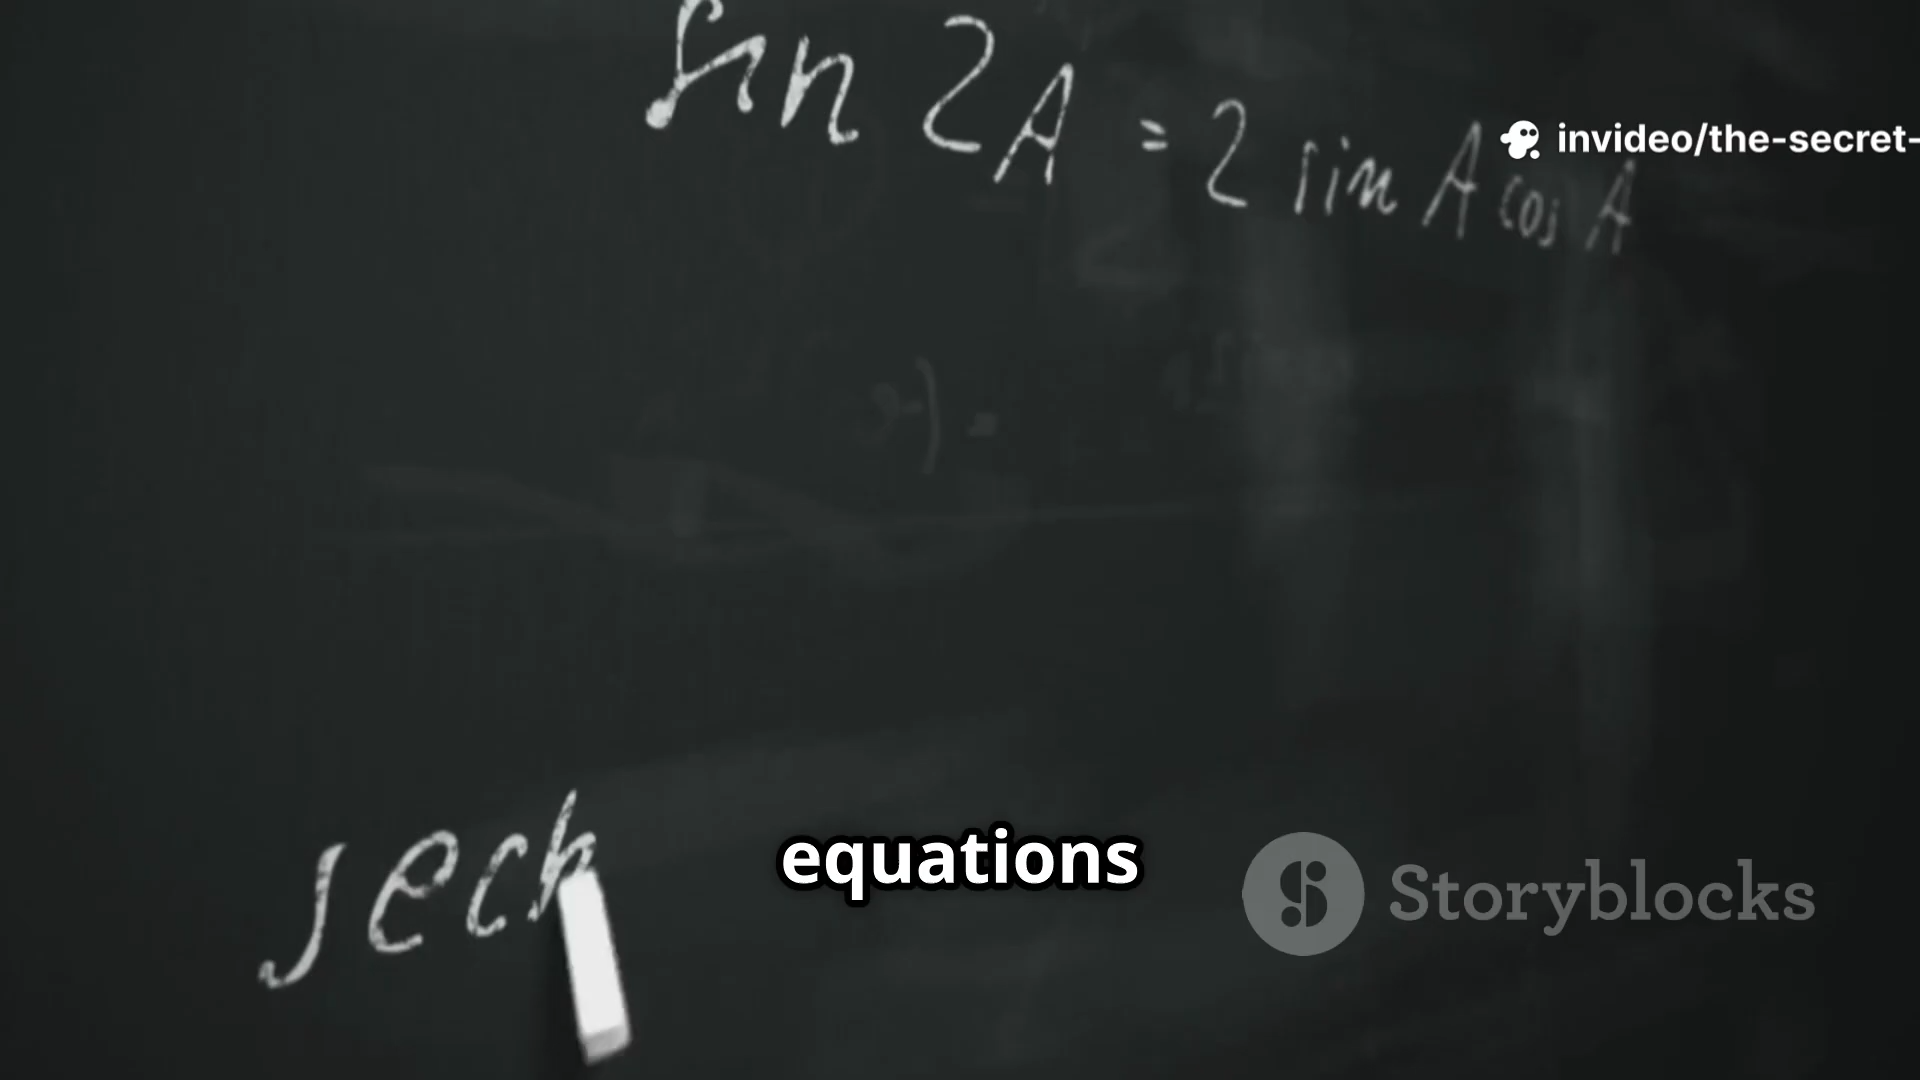 sin 2A = 2 sin A cos A
invideo/the-secret-
sech
equations
Storyblocks